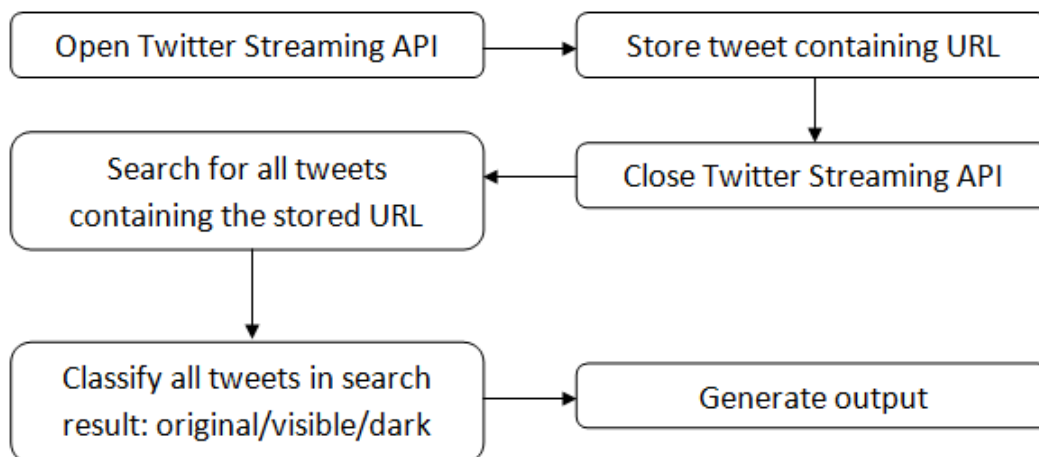 Open Twitter Streaming API
Store tweet containing URL
Close Twitter Streaming API
Search for all tweets
containing the stored URL
Classify all tweets in search
result: original/visible/dark
Generate output